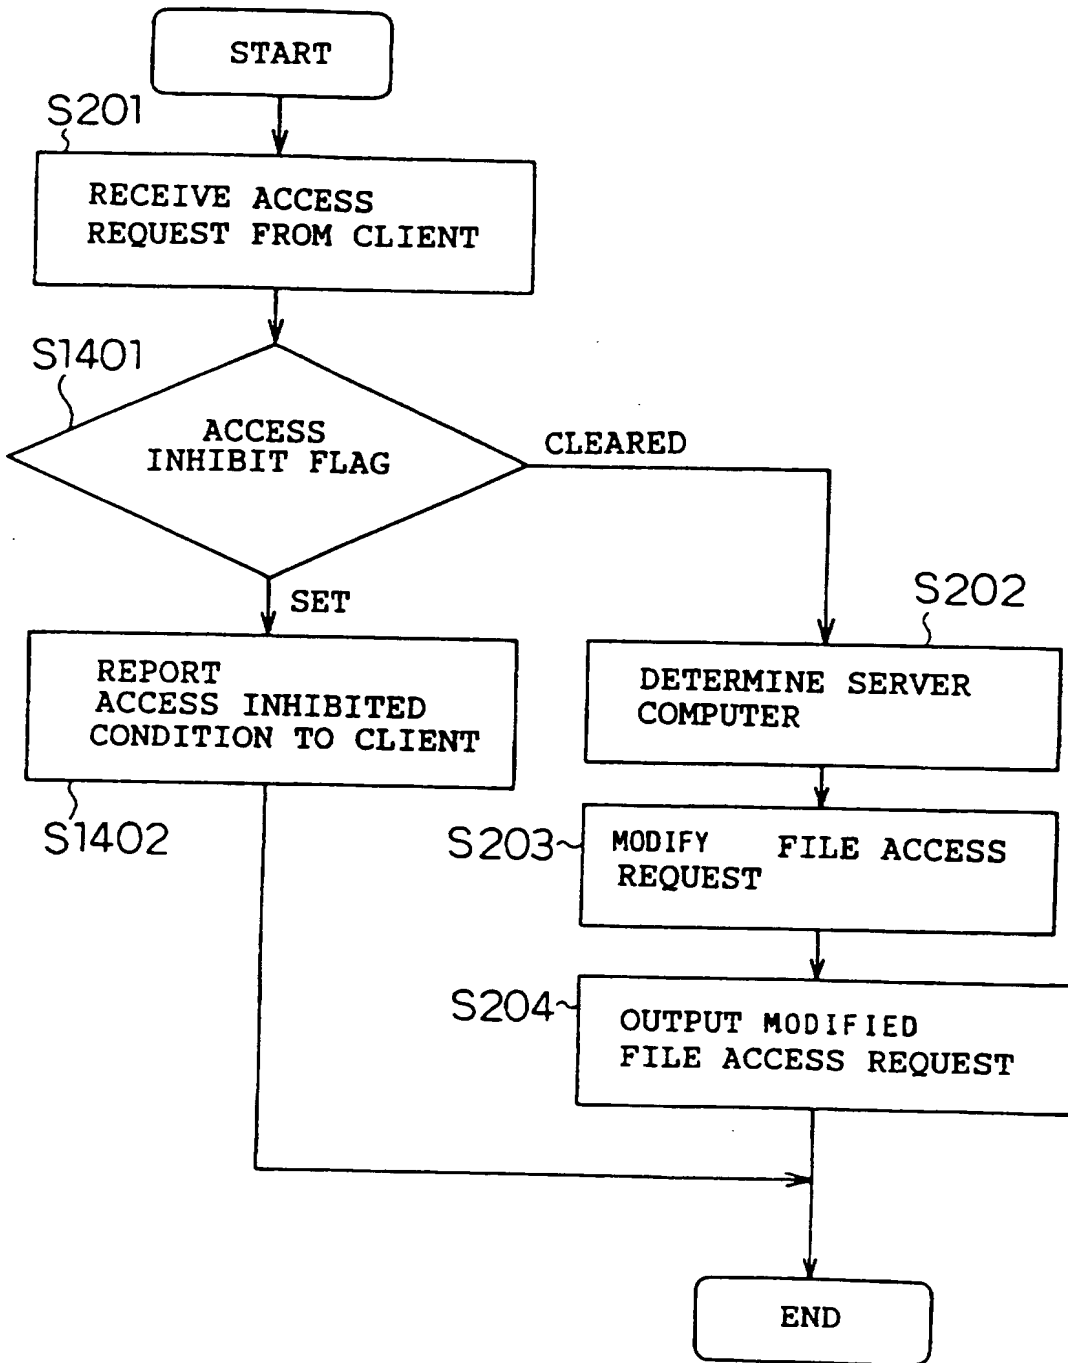 START
S201
RECEIVE ACCESS
REQUEST FROM CLIENT
S1401
ACCESS
INHIBIT FLAG
CLEARED
SET
S202
REPORT
ACCESS INHIBITED
CONDITION TO CLIENT
S1402
DETERMINE SERVER
COMPUTER
S203
MODIFY FILE ACCESS
REQUEST
S204
OUTPUT MODIFIED
FILE ACCESS REQUEST
END